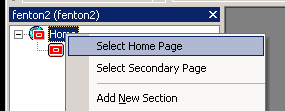 fenton2 (fenton2)
Home
Select Home Page
Select Secondary Page
Add New Section